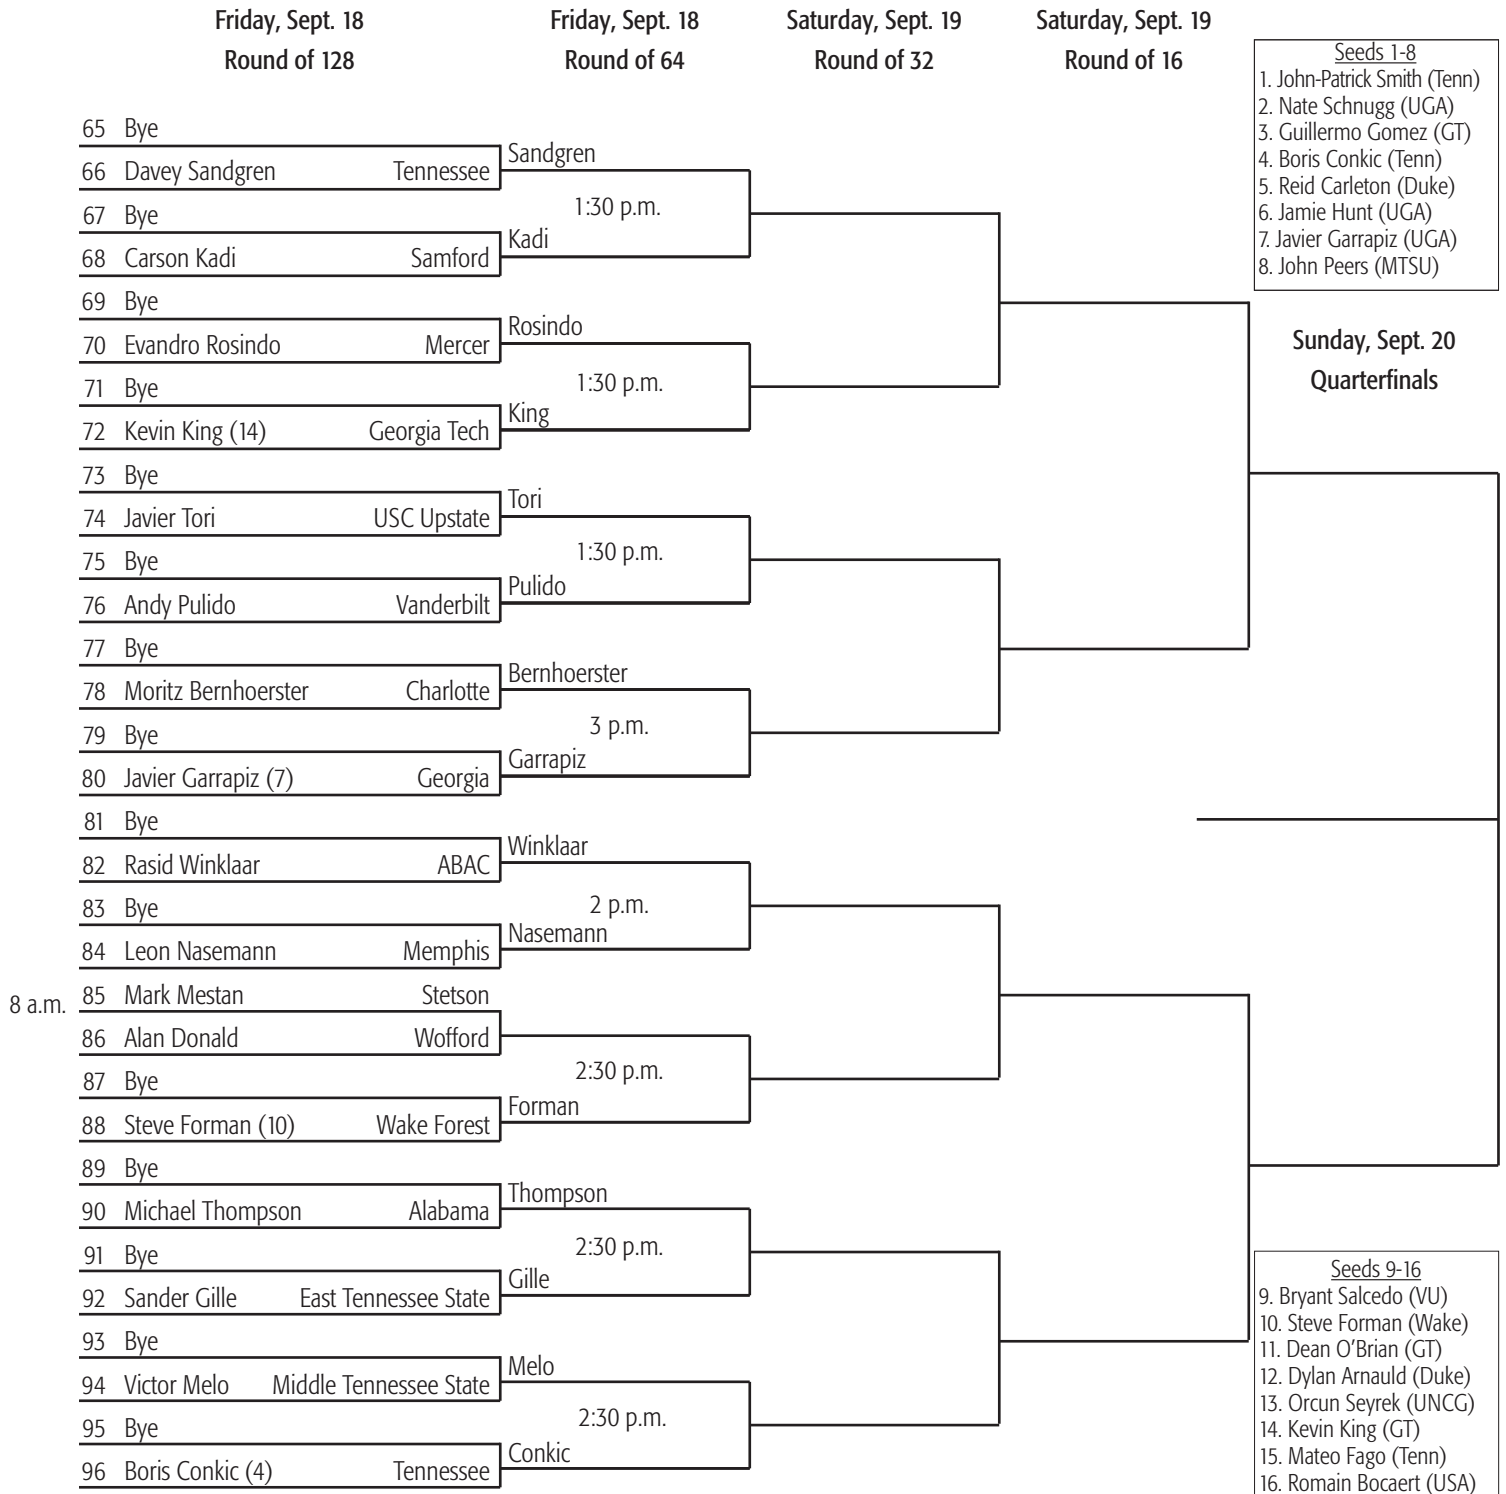 Friday, Sept. 18
Round of 128
Friday, Sept. 18
Round of 64
Saturday, Sept. 19
Round of 32
Saturday, Sept. 19
Round of 16
Seeds 1-8
1. John-Patrick Smith (Tenn)
2. Nate Schnugg (UGA)
3. Guillermo Gomez (GT)
4. Boris Conkic (Tenn)
5. Reid Carleton (Duke)
6. Jamie Hunt (UGA)
7. Javier Garrapiz (UGA)
8. John Peers (MTSU)
Sunday, Sept. 20
Quarterfinals
65 Bye
66 Davey Sandgren Tennessee
67 Bye
68 Carson Kadi Samford
69 Bye
70 Evandro Rosindo Mercer
71 Bye
72 Kevin King (14) Georgia Tech
73 Bye
74 Javier Tori USC Upstate
75 Bye
76 Andy Pulido Vanderbilt
77 Bye
78 Moritz Bernhoerster Charlotte
79 Bye
80 Javier Garrapiz (7) Georgia
81 Bye
82 Rasid Winklaar ABAC
83 Bye
84 Leon Nasemann Memphis
8 a.m.
85 Mark Mestan Stetson
86 Alan Donald Wofford
87 Bye
88 Steve Forman (10) Wake Forest
89 Bye
90 Michael Thompson Alabama
91 Bye
92 Sander Gille East Tennessee State
93 Bye
94 Victor Melo Middle Tennessee State
95 Bye
96 Boris Conkic (4) Tennessee
Sandgren
1:30 p.m.
Kadi
Rosindo
1:30 p.m.
King
Tori
1:30 p.m.
Pulido
Bernhoerster
3 p.m.
Garrapiz
Winklaar
2 p.m.
Nasemann
2:30 p.m.
Forman
Thompson
2:30 p.m.
Gille
Melo
2:30 p.m.
Conkic
Seeds 9-16
9. Bryant Salcedo (VU)
10. Steve Forman (Wake)
11. Dean O'Brian (GT)
12. Dylan Arnauld (Duke)
13. Orcun Seyrek (UNCG)
14. Kevin King (GT)
15. Mateo Fago (Tenn)
16. Romain Bocaert (USA)